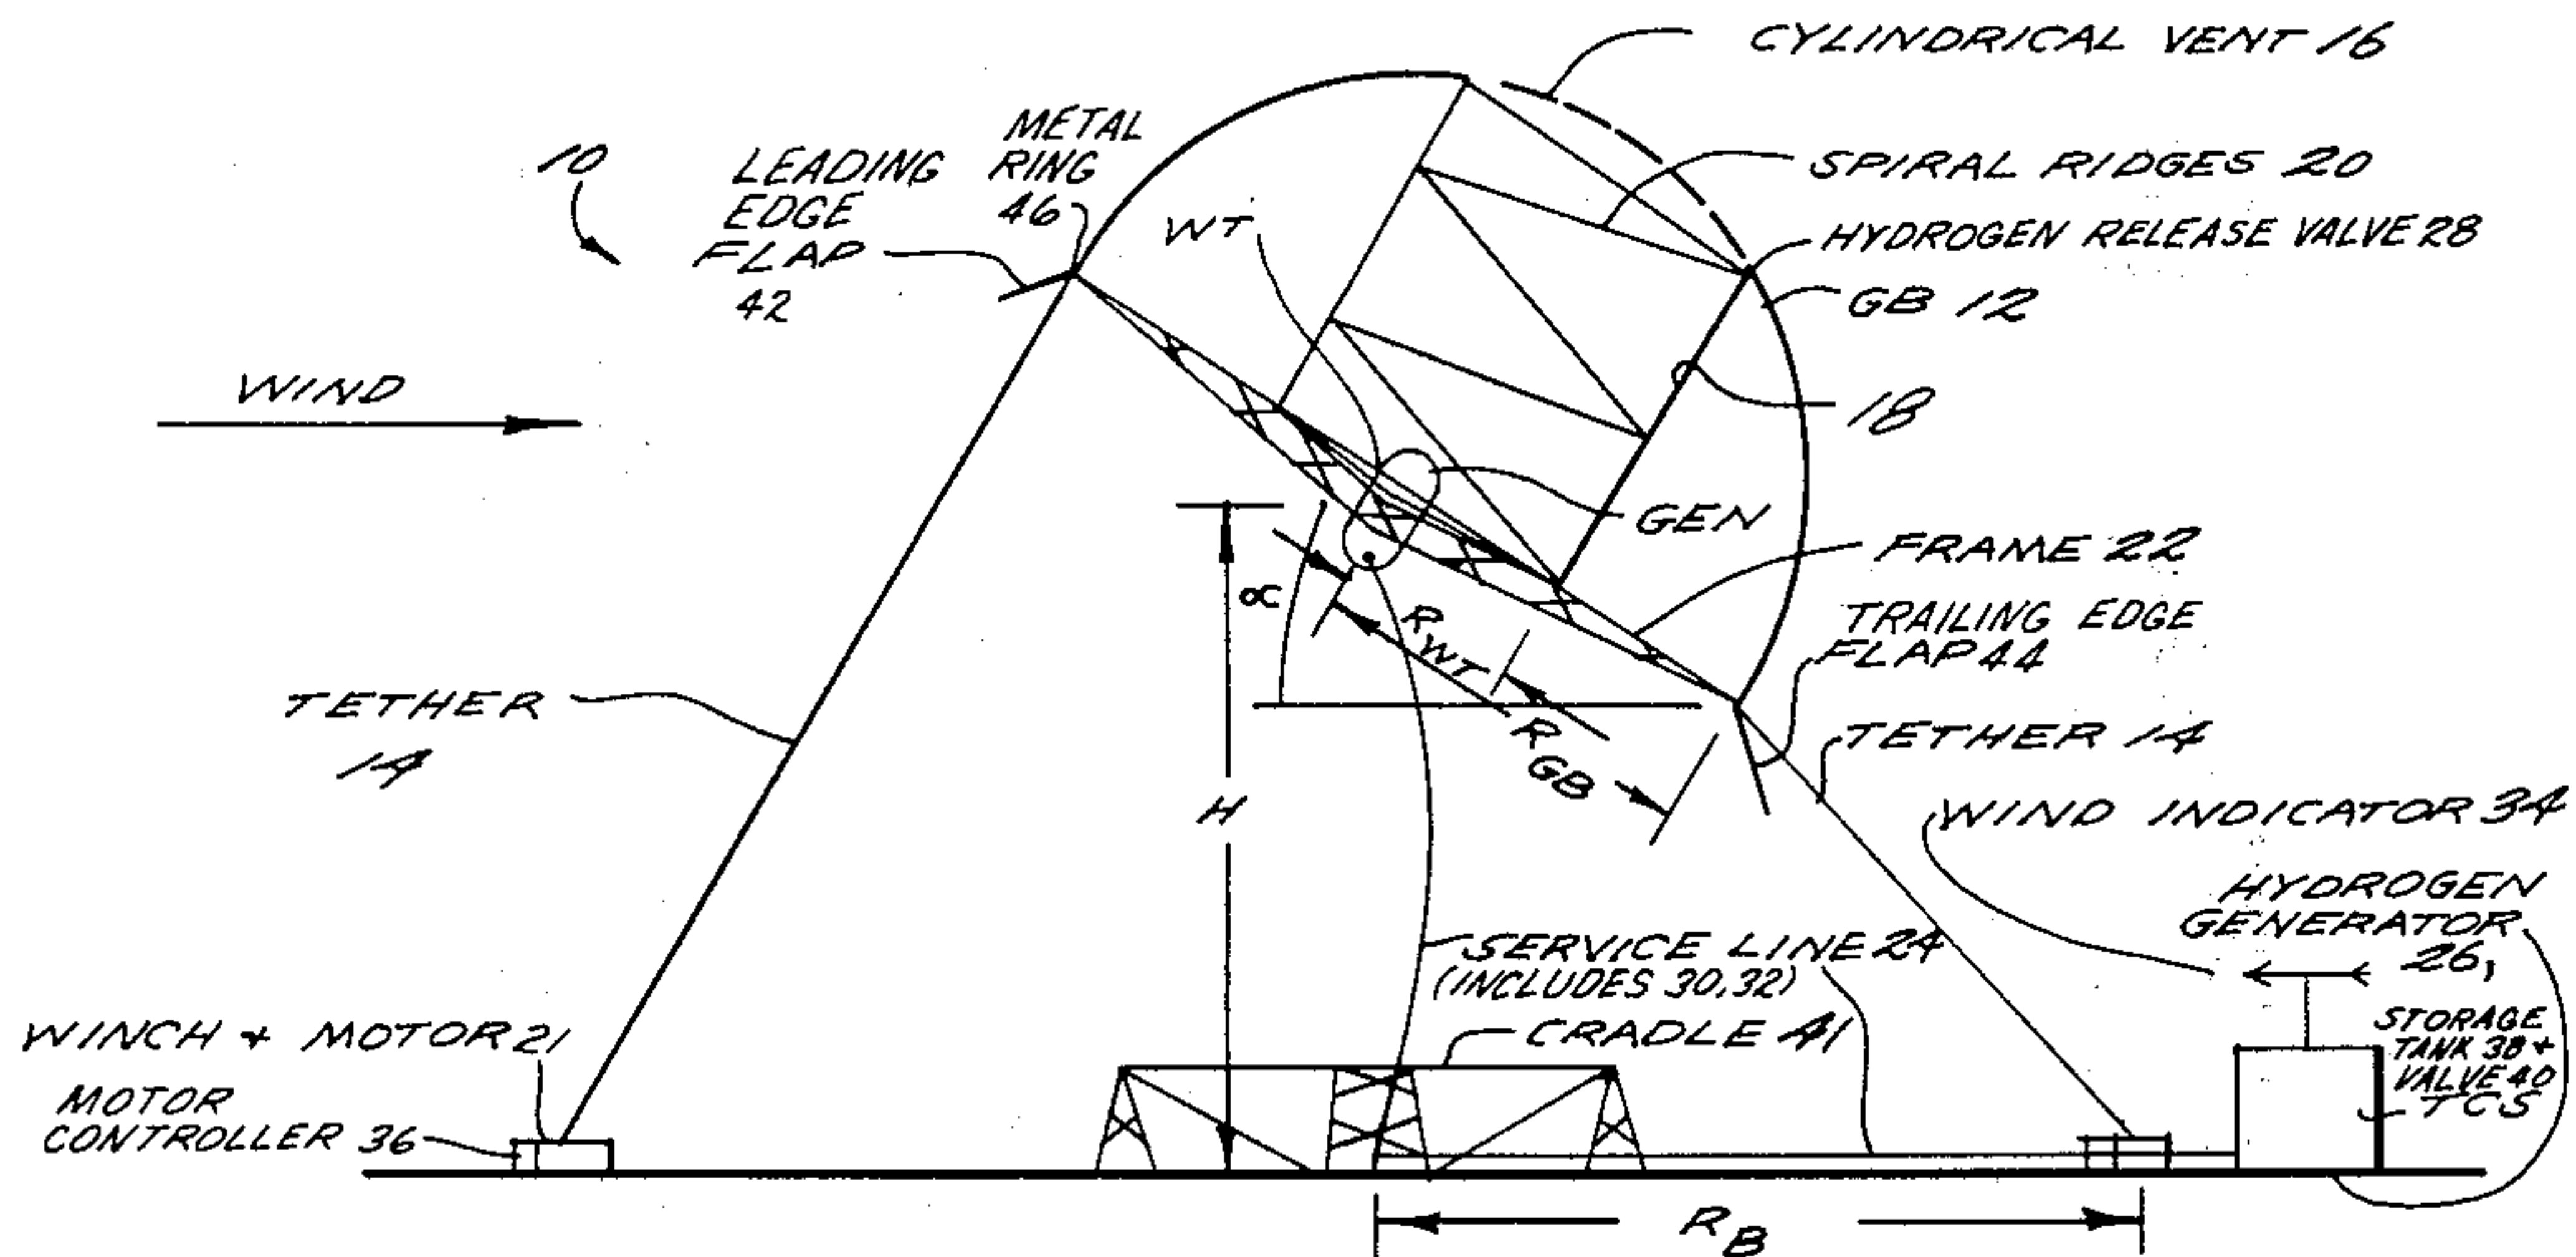 CYLINDRICAL VENT 16
METAL
RING
46
LEADING
EDGE
FLAP
42
10
WT
SPIRAL RIDGES 20
HYDROGEN RELEASE VALVE 28
GB 12
WIND
18
GEN
FRAME 22
∝
R WT
TRAILING EDGE
FLAP 44
TETHER
14
R GB
TETHER 14
H
WIND INDICATOR 34
HYDROGEN
GENERATOR
26,
SERVICE LINE 24
(INCLUDES 30,32)
STORAGE
TANK 38 +
VALVE 40
TCS
WINCH + MOTOR 21
CRADLE 41
MOTOR
CONTROLLER 36
R B